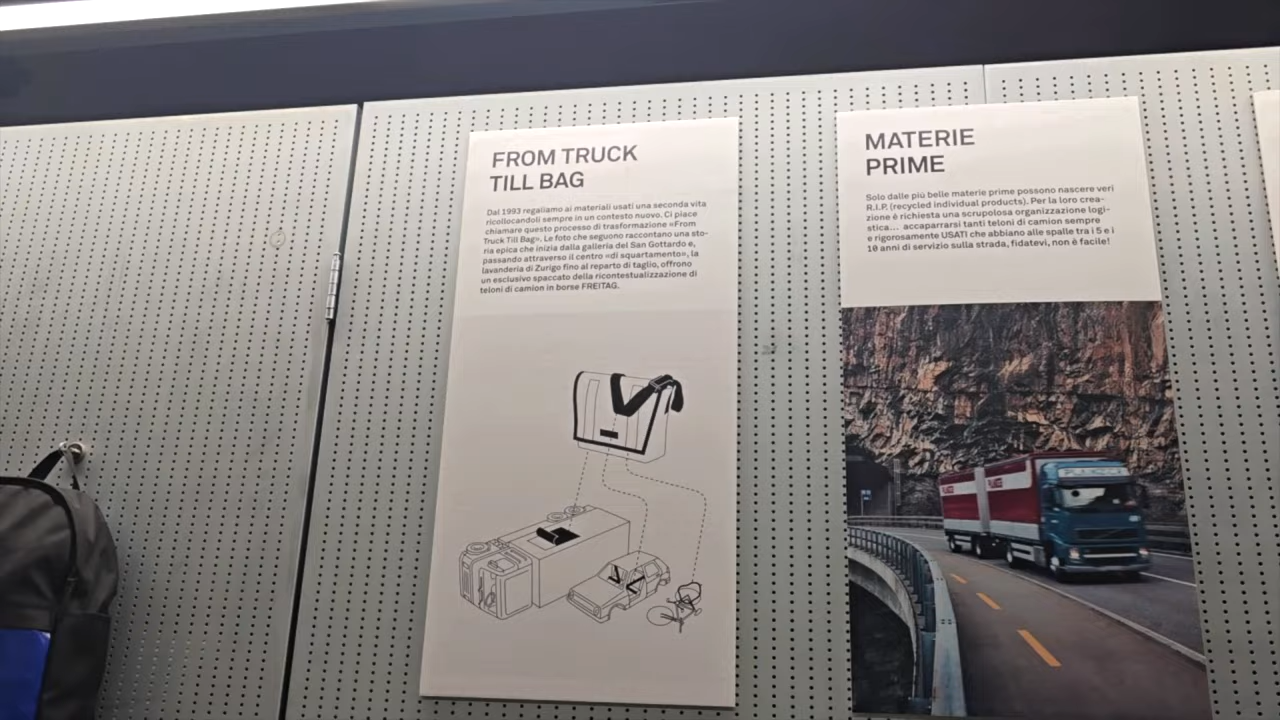 FROM TRUCK
TILL BAG
Dal 1993 regaliamo ai materiali usati una seconda vita
ricollocandoli sempre in un contesto nuovo. Ci piace
chiamare questo processo di trasformazione «From
Truck Till Bag». Le foto che seguono raccontano una sto-
ria epica che inizia dalla galleria del San Gottardo e,
passando attraverso il centro «di squartamento», la
lavanderia di Zurigo fino al reparto di taglio, offrono
un esclusivo spaccato della ricontestualizzazione di
teloni di camion in borse FREITAG.
MATERIE
PRIME
Solo dalle più belle materie prime possono nascere veri
R.I.P. (recycled individual products). Per la loro crea-
zione è richiesta una scrupolosa organizzazione logi-
stica... accaparrarsi tanti teloni di camion sempre
e rigorosamente USATI che abbiano alle spalle tra i 5 e i
10 anni di servizio sulla strada, fidatevi, non è facile!